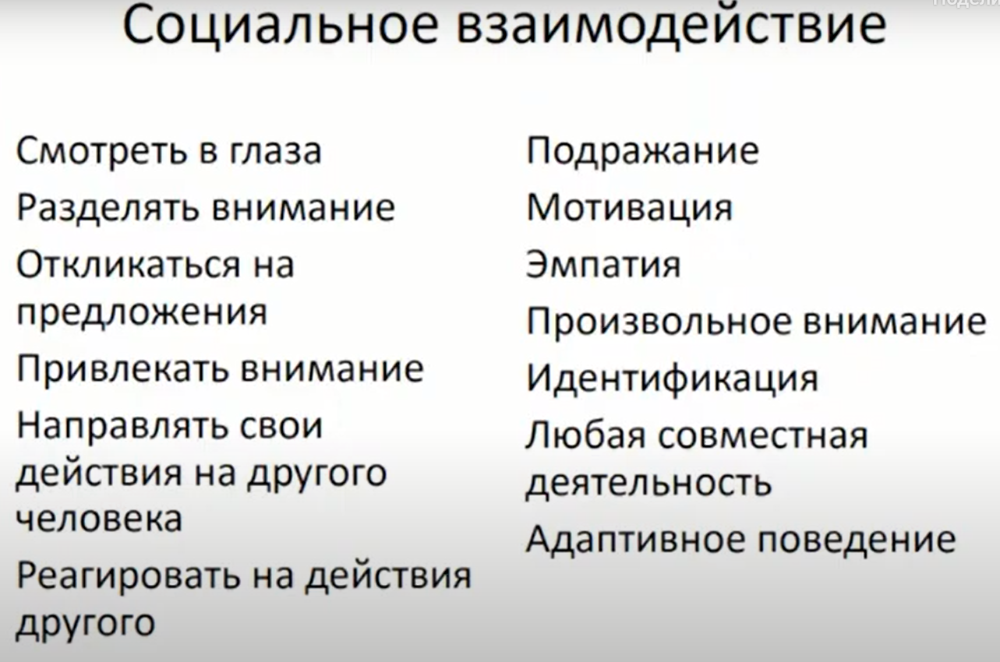 Социальное взаимодействие
Смотреть в глаза
Разделять внимание
Откликаться на
предложения
Привлекать внимание
Направлять свои
действия на другого
человека
Реагировать на действия
другого
Подражание
Мотивация
Эмпатия
Произвольное внимание
Идентификация
Любая совместная
деятельность
Адаптивное поведение